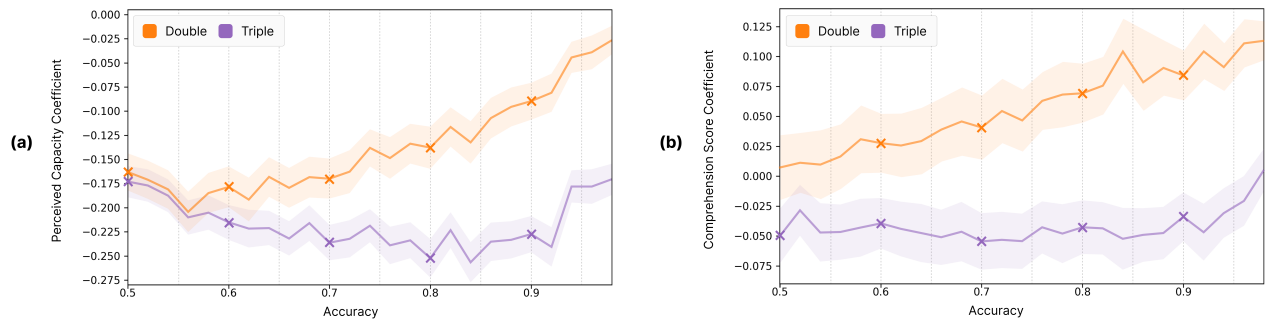 (a)
Perceived Capacity Coefficient
0.000
−0.025
−0.050
−0.075
−0.100
−0.125
−0.150
−0.175
−0.200
−0.225
−0.250
−0.275
Double Triple
0.5 0.6 0.7 0.8 0.9
Accuracy
(b)
Comprehension Score Coefficient
0.125
0.100
0.075
0.050
0.025
0.000
−0.025
−0.050
−0.075
Double Triple
0.5 0.6 0.7 0.8 0.9
Accuracy